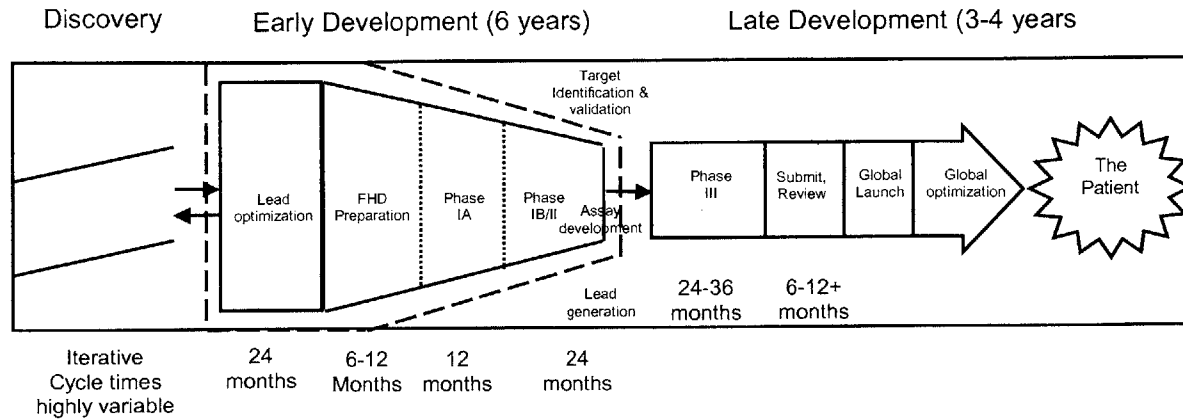 Discovery
Early Development (6 years)
Late Development (3-4 years
Target
Identification &
validation
Lead
optimization
FHD
Preparation
Phase
IA
Phase
IB/II
Assay
development
Lead
generation
Phase
III
Submit,
Review
Global
Launch
Global
optimization
The
Patient
24-36
months
6-12+
months
Iterative
Cycle times
highly variable
24
months
6-12
Months
12
months
24
months